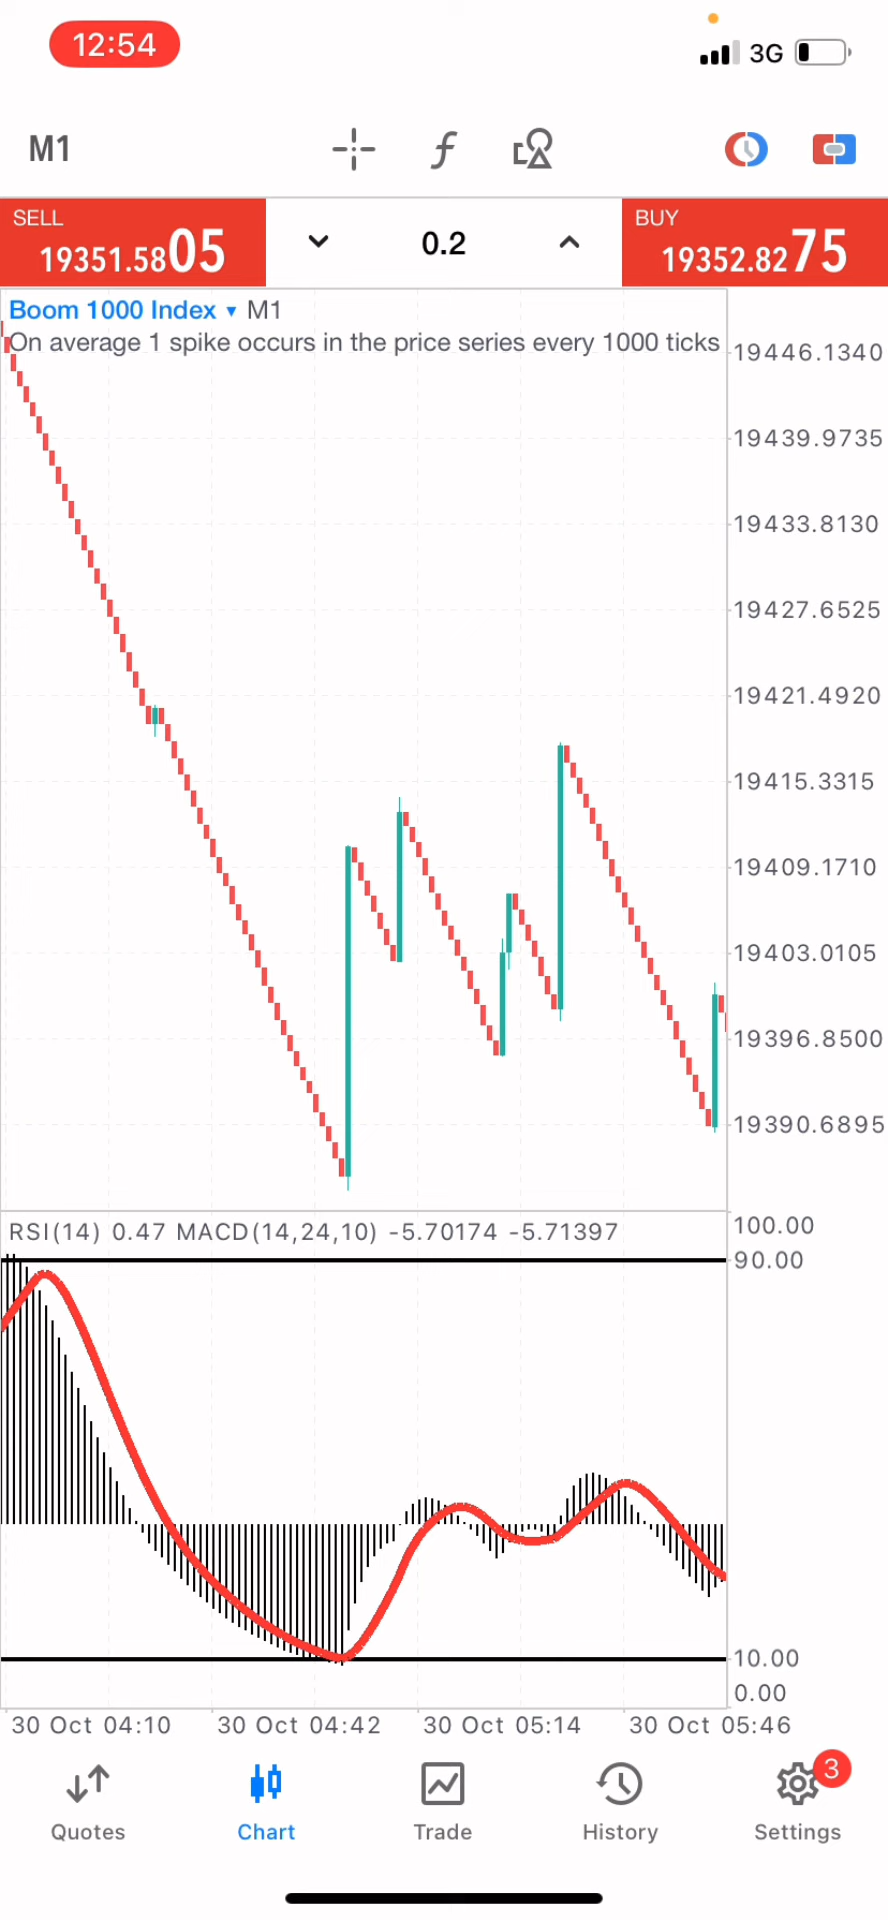 12:54
3G
M1
SELL
19351.5805
0.2
BUY
19352.8275
Boom 1000 Index ▾ M1
On average 1 spike occurs in the price series every 1000 ticks
19446.1340
19439.9735
19433.8130
19427.6525
19421.4920
19415.3315
19409.1710
19403.0105
19396.8500
19390.6895
RSI(14) 0.47 MACD(14,24,10) -5.70174 -5.71397
100.00
90.00
10.00
0.00
30 Oct 04:10
30 Oct 04:42
30 Oct 05:14
30 Oct 05:46
3
Quotes
Chart
Trade
History
Settings